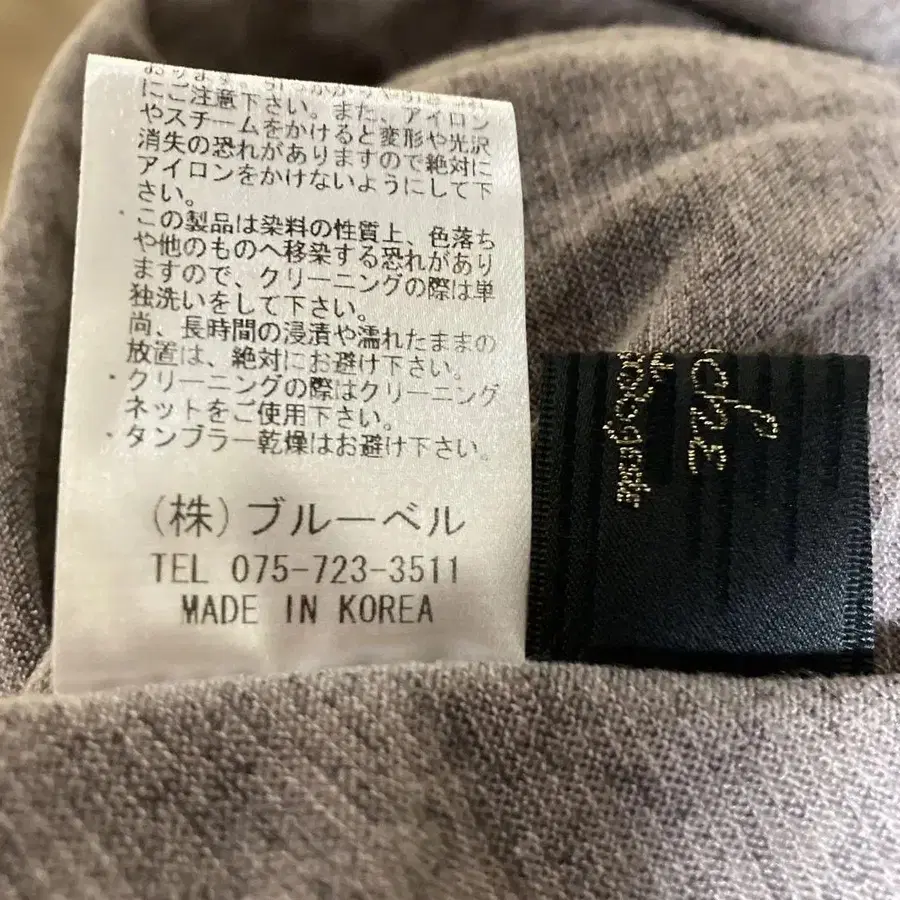 にご注意下さい。また、アイロン
やスチームをかけると変形や光沢
消失の恐れがありますので絶対に
アイロンをかけないようにして下
さい。
・この製品は染料の性質上、色落ち
や他のものへ移染する恐れがあり
ますので、クリーニングの際は単
独洗いをして下さい。
尚、長時間の浸漬や濡れたままの
放置は、絶対にお避け下さい。
・クリーニングの際はクリーニング
ネットをご使用下さい。
・タンブラー乾燥はお避け下さい。
(株)ブルーベル
TEL 075-723-3511
MADE IN KOREA